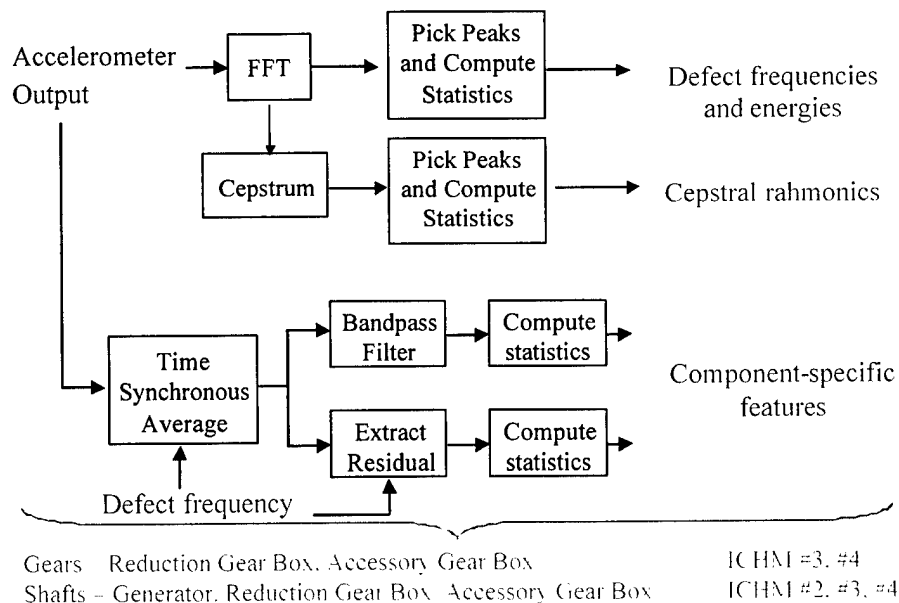 Accelerometer
Output
FFT
Pick Peaks
and Compute
Statistics
Defect frequencies
and energies
Cepstrum
Pick Peaks
and Compute
Statistics
Cepstral rahmonics
Time
Synchronous
Average
Bandpass
Filter
Compute
statistics
Extract
Residual
Compute
statistics
Component-specific
features
Defect frequency
Gears Reduction Gear Box, Accessory Gear Box ICHM #3, #4
Shafts – Generator, Reduction Gear Box, Accessory Gear Box ICHM #2, #3, #4